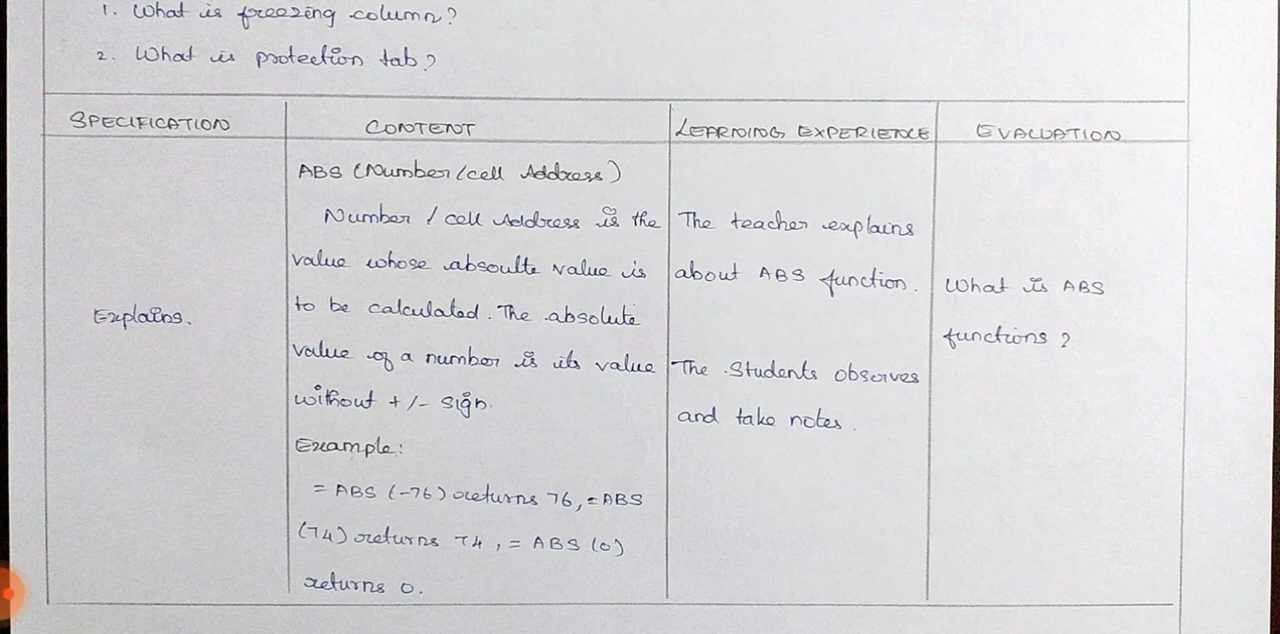 1. What is freezing column?
2. What is protection tab?
SPECIFICATION
CONTENT
LEARNING EXPERIENCE
EVALUATION
Explains.
ABS (Number/cell Address)
Number / cell Address is the
value whose absoulte value is
to be calculated. The absolute
value of a number is its value
without +/- sign.
Example:
= ABS (-76) returns 76, = ABS
(74) returns 74, = ABS (0)
returns 0.
The teacher explains
about ABS function.
The Students observes
and take notes.
What is ABS
functions?